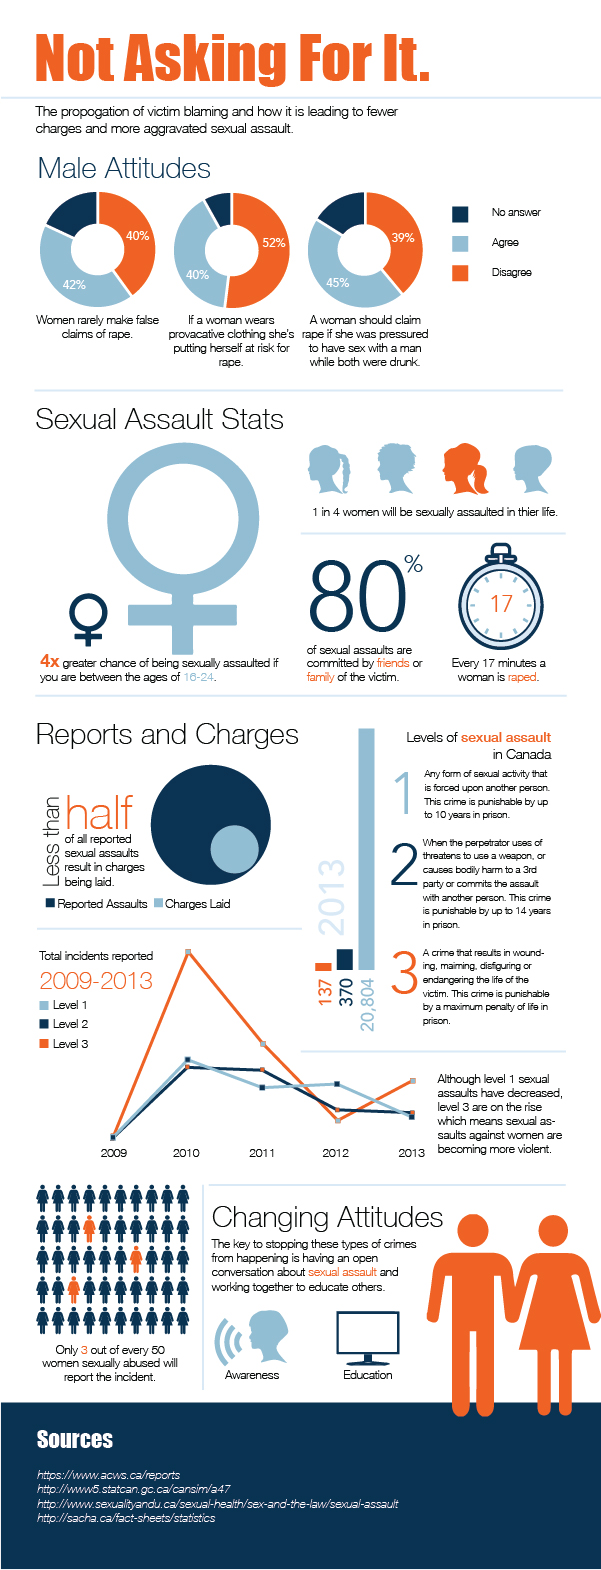 Not Asking For It.
The propogation of victim blaming and how it is leading to fewer
charges and more aggravated sexual assault.
Male Attitudes
40%
42%
52%
40%
39%
45%
No answer
Agree
Disagree
Women rarely make false
claims of rape.
If a woman wears
provacative clothing she's
putting herself at risk for
rape.
A woman should claim
rape if she was pressured
to have sex with a man
while both were drunk.
Sexual Assault Stats
1 in 4 women will be sexually assaulted in thier life.
4x greater chance of being sexually assaulted if
you are between the ages of 16-24.
80%
of sexual assaults are
committed by friends or
family of the victim.
17
Every 17 minutes a
woman is raped.
Reports and Charges
Less than
half
of all reported
sexual assaults
result in charges
being laid.
Reported Assaults
Charges Laid
2013
137
370
20,804
Levels of sexual assault
in Canada
1
Any form of sexual activity that
is forced upon another person.
This crime is punishable by up
to 10 years in prison.
2
When the perpetrator uses of
threatens to use a weapon, or
causes bodily harm to a 3rd
party or commits the assault
with another person. This crime
is punishable by up to 14 years
in prison.
3
A crime that results in wound-
ing, maiming, disfiguring or
endangering the life of the
victim. This crime is punishable
by a maximum penalty of life in
prison.
Total incidents reported
2009-2013
Level 1
Level 2
Level 3
2009
2010
2011
2012
2013
Although level 1 sexual
assaults have decreased,
level 3 are on the rise
which means sexual as-
saults against women are
becoming more violent.
Only 3 out of every 50
women sexually abused will
report the incident.
Changing Attitudes
The key to stopping these types of crimes
from happening is having an open
conversation about sexual assault and
working together to educate others.
Awareness
Education
Sources
https://www.acws.ca/reports
http://www5.statcan.gc.ca/cansim/a47
http://www.sexualityandu.ca/sexual-health/sex-and-the-law/sexual-assault
http://sacha.ca/fact-sheets/statistics